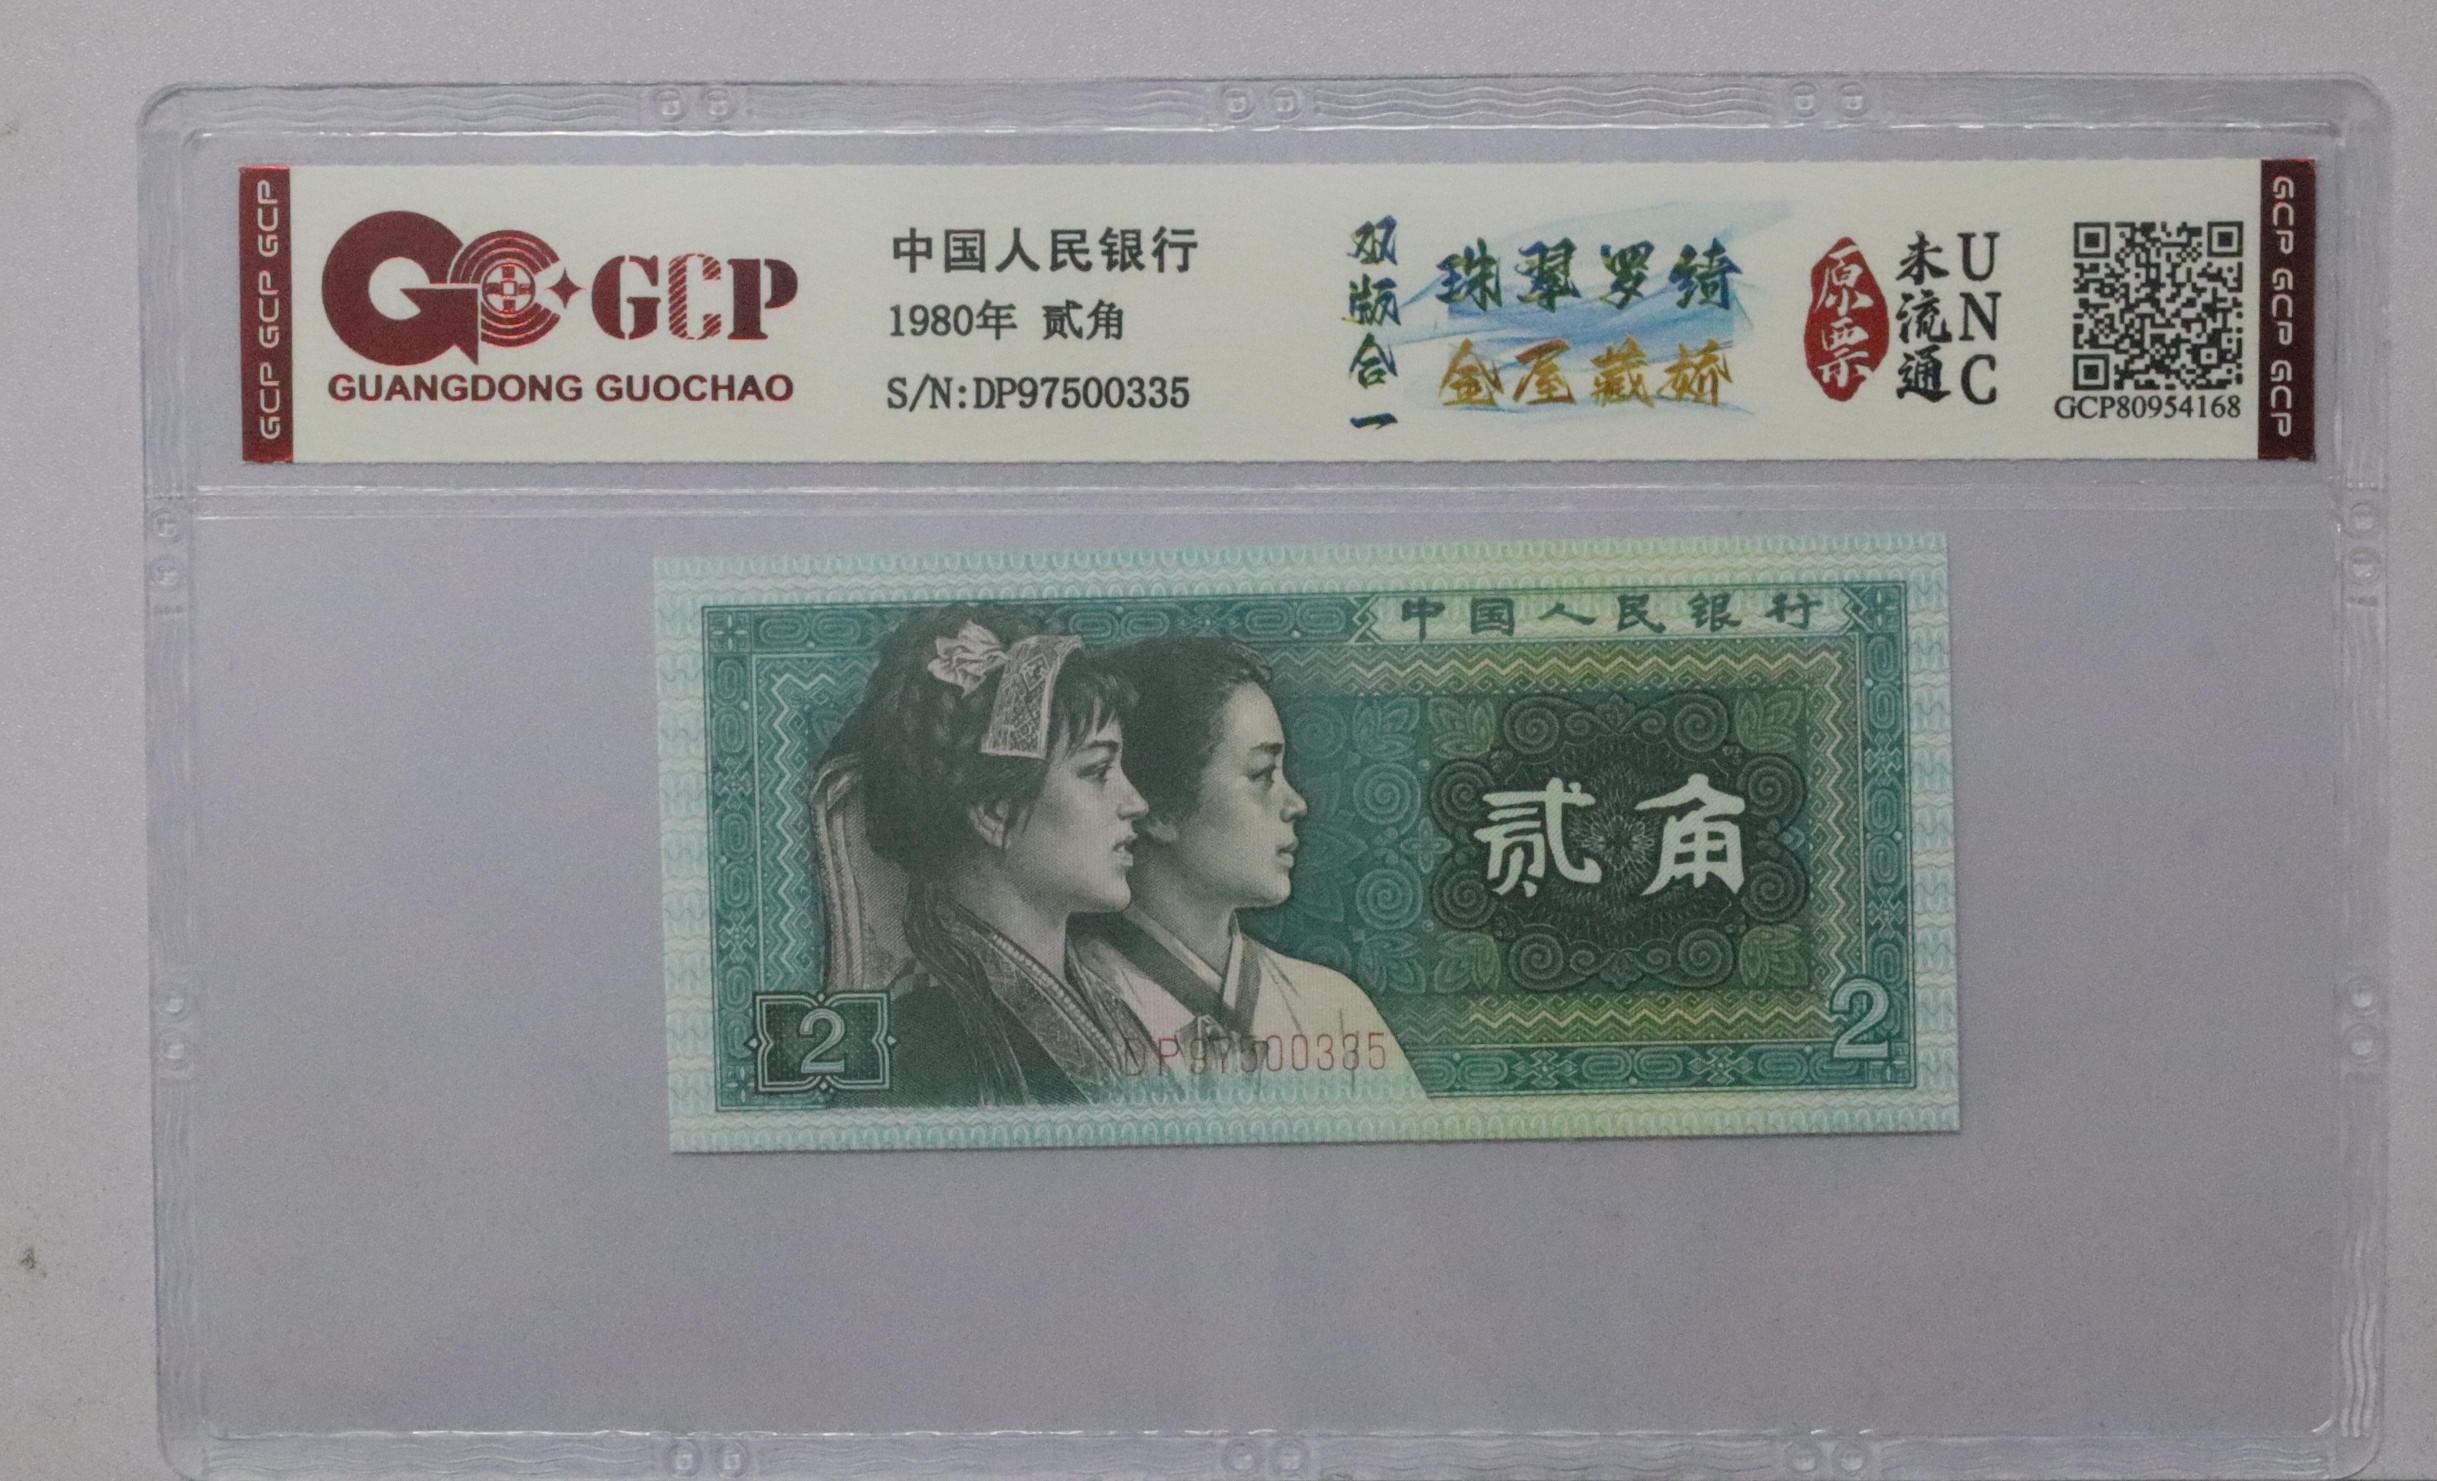 GCP GCP GCP
GCP
GUANGDONG GUOCHAO
中国人民银行
1980年 贰角
S/N:DP97500335
双版合一
珠翠罗绮
金屋藏娇
原票
未流通
UNC
GCP80954168
GCP GCP GCP
中国人民银行
贰角
2
DP97500335
2